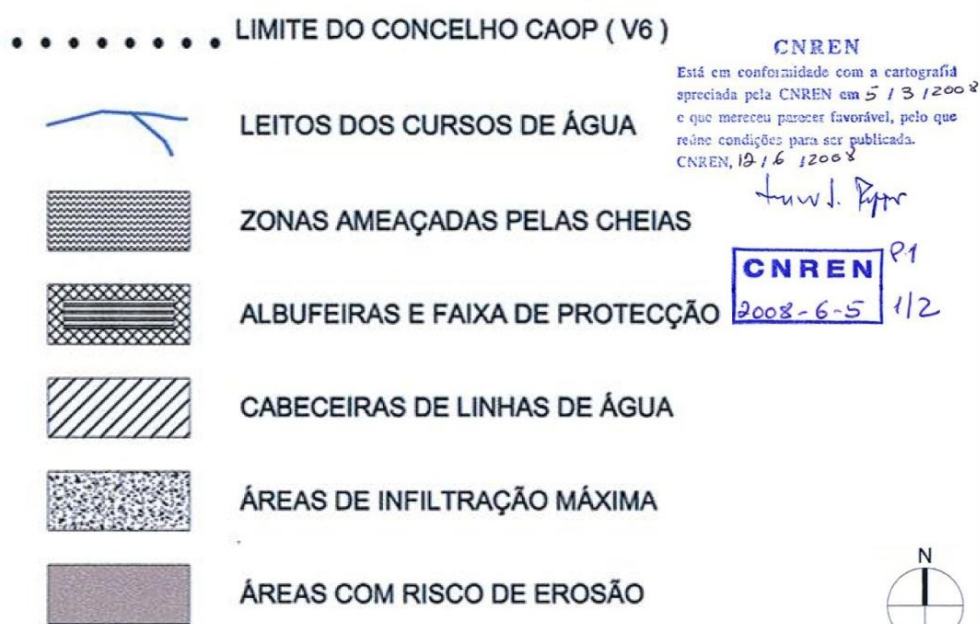 LIMITE DO CONCELHO CAOP ( V6 )
CNREN
Está em conformidade com a cartografia
apreciada pela CNREN em 5 / 3 / 2008
e que mereceu parecer favorável, pelo que
reúne condições para ser publicada.
CNREN, 12 / 6 / 2008
LEITOS DOS CURSOS DE ÁGUA
ZONAS AMEAÇADAS PELAS CHEIAS
CNREN
2008-6-5
P.1
1/2
ALBUFEIRAS E FAIXA DE PROTECÇÃO
CABECEIRAS DE LINHAS DE ÁGUA
ÁREAS DE INFILTRAÇÃO MÁXIMA
ÁREAS COM RISCO DE EROSÃO
N